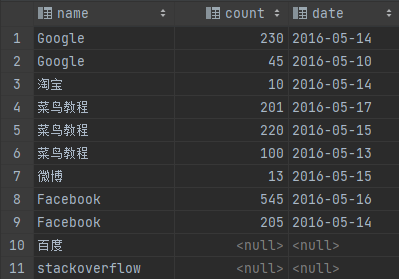 name count date
1 Google 230 2016-05-14
2 Google 45 2016-05-10
3 淘宝 10 2016-05-14
4 菜鸟教程 201 2016-05-17
5 菜鸟教程 220 2016-05-15
6 菜鸟教程 100 2016-05-13
7 微博 13 2016-05-15
8 Facebook 545 2016-05-16
9 Facebook 205 2016-05-14
10 百度 <null> <null>
11 stackoverflow <null> <null>